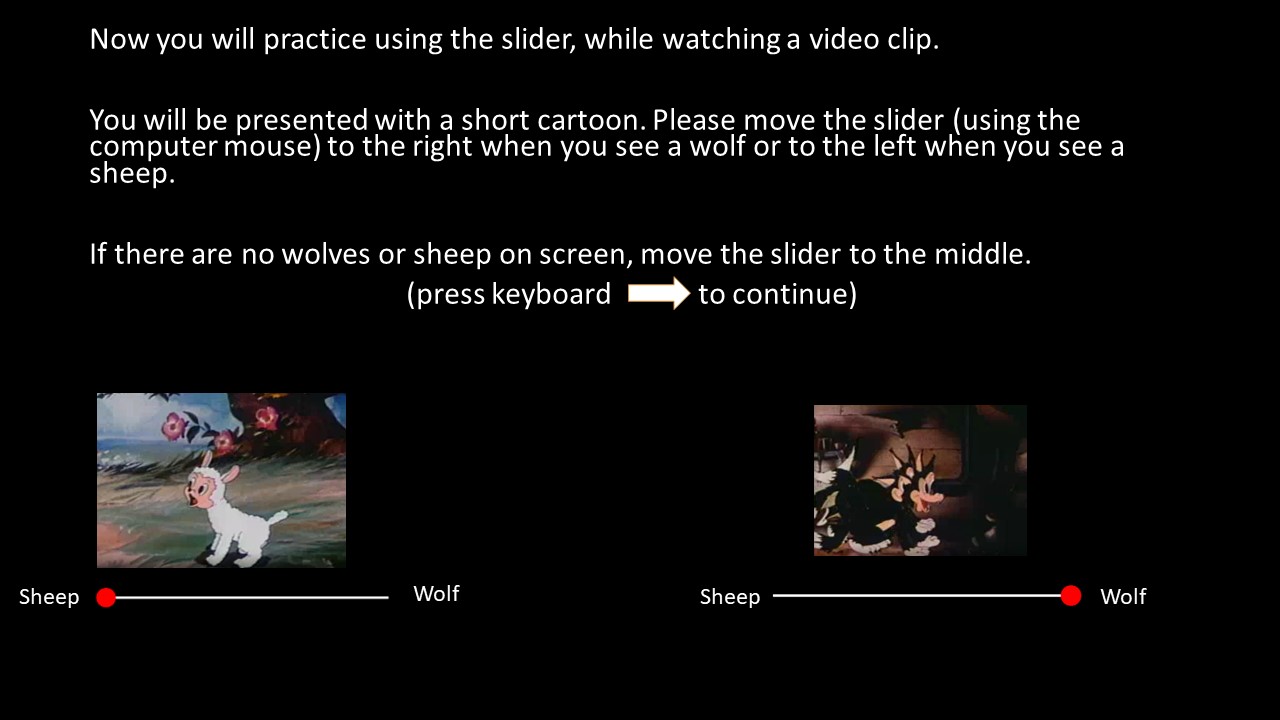 Now you will practice using the slider, while watching a video clip.
You will be presented with a short cartoon. Please move the slider (using the
computer mouse) to the right when you see a wolf or to the left when you see a
sheep.
If there are no wolves or sheep on screen, move the slider to the middle.
(press keyboard to continue)
Sheep Wolf
Sheep Wolf